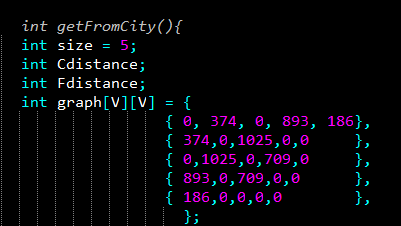 int getFromCity(){
int size = 5;
int Cdistance;
int Fdistance;
int graph[V][V] = {
{ 0, 374, 0, 893, 186},
{ 374,0,1025,0,0     },
{ 0,1025,0,709,0     },
{ 893,0,709,0,0      },
{ 186,0,0,0,0        },
};